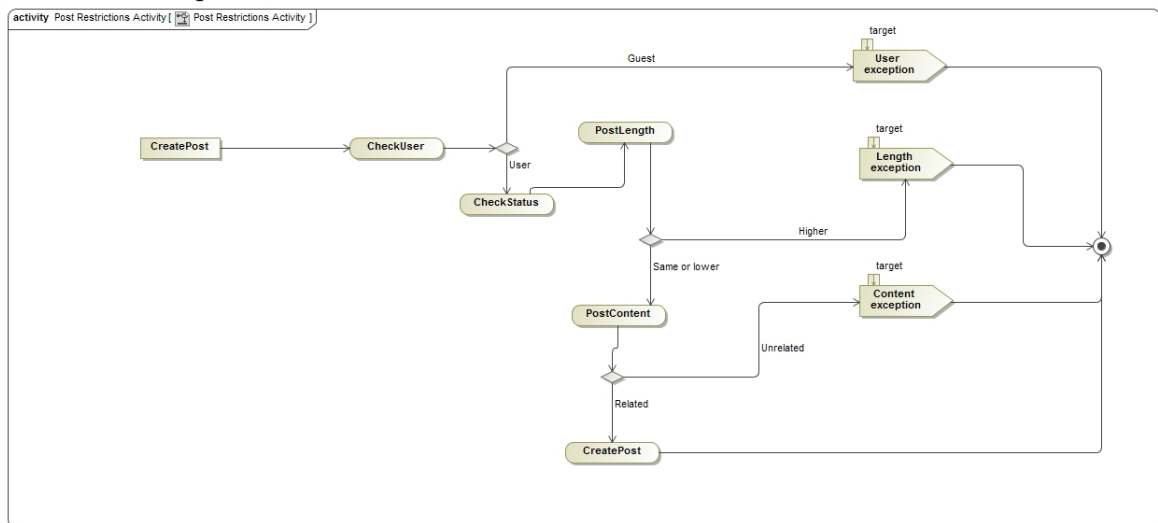 activity Post Restrictions Activity [ Post Restrictions Activity ]
target
User
exception
Guest
CreatePost
CheckUser
User
CheckStatus
PostLength
target
Length
exception
Higher
Same or lower
target
Content
exception
PostContent
Unrelated
Related
CreatePost